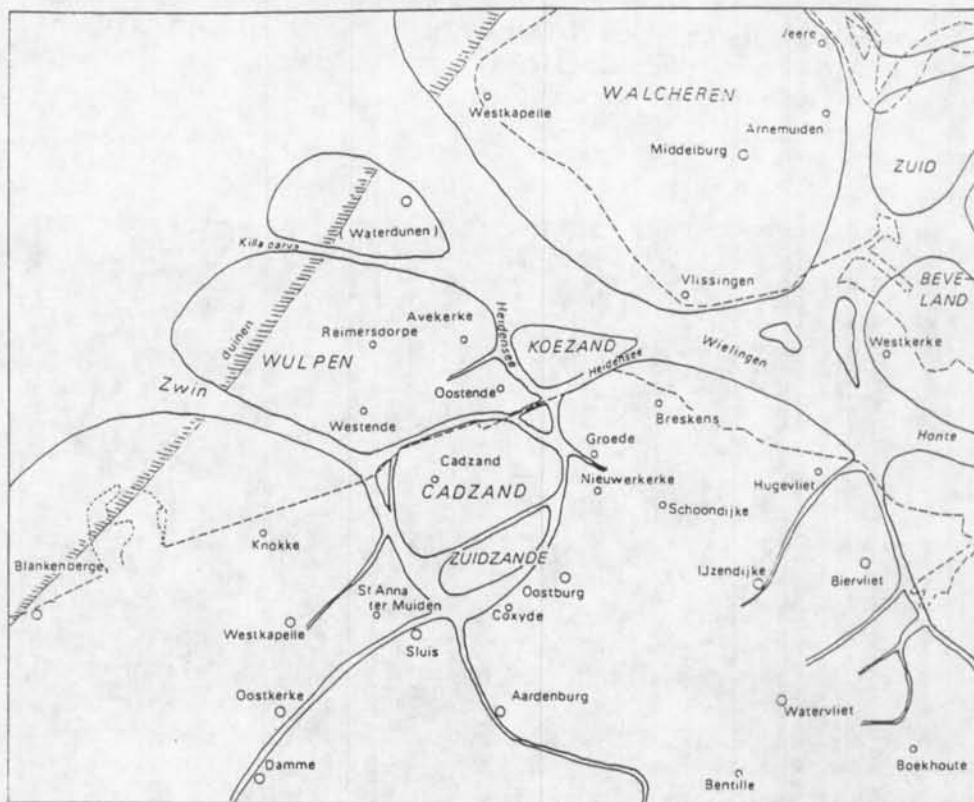 Veere
WALCHEREN
Westkapelle
Arnemuiden
Middelburg
ZUID
(Waterdunen)
Killa parva
Vlissingen
BEVE-
LAND
duinen
Reimersdorpe
Avekerke
Heidensee
KOEZAND
Heidensee
Wielingen
Westkerke
WULPEN
Zwin
Oostende
Westende
Breskens
Groede
Honte
Cadzand
CADZAND
Nieuwerkerke
Hugevliet
Schoondijke
Knokke
ZUIDZANDE
Blankenberge
IJzendijke
Biervliet
St Anna
ter Muiden
Oostburg
Coxyde
Westkapelle
Sluis
Oostkerke
Aardenburg
Watervliet
Damme
Bentille
Boekhoute